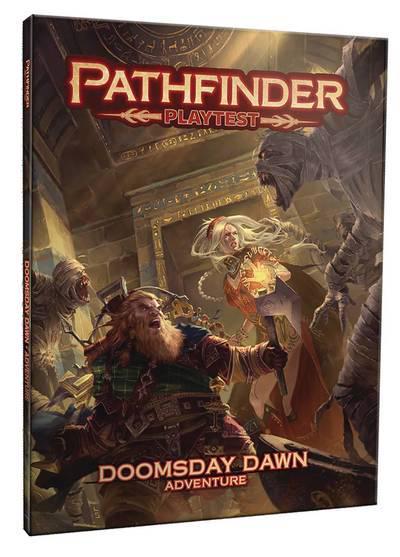 PATHFINDER
PLAYTEST
DOOMSDAY DAWN
ADVENTURE
PATHFINDER
DOOMSDAY DAWN ADVENTURE